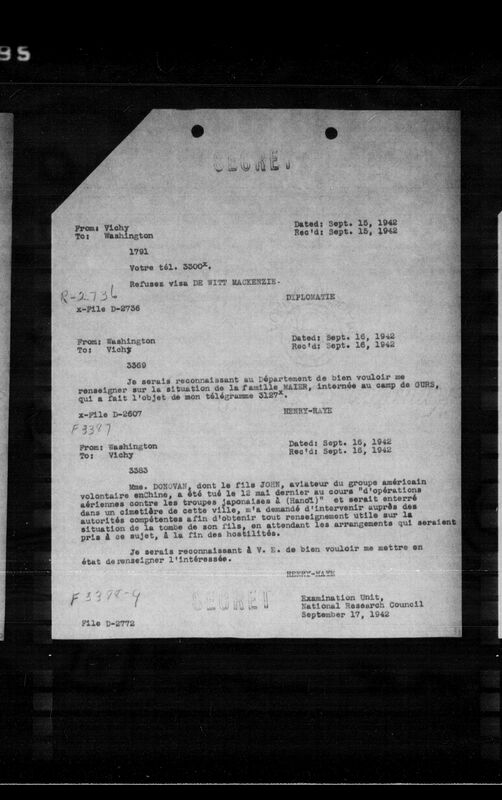 95
SECRET
From: Vichy Dated: Sept. 15, 1942
To: Washington Rec'd: Sept. 15, 1942
1791
Votre tél. 3300x.
Refusez visa DE WITT MACKENZIE.
DIPLOMATIE
R-2736
x-File D-2736
From: Washington Dated: Sept. 16, 1942
To: Vichy Rec'd: Sept. 16, 1942
3369
Je serais reconnaissant au Département de bien vouloir me
renseigner sur la situation de la famille MAIER, internée au camp de GURS,
qui a fait l'objet de mon télégramme 3127x.
x-File D-2607 HENRY-HAYE
F3387
From: Washington Dated: Sept. 16, 1942
To: Vichy Rec'd: Sept. 16, 1942
3383
Mme. DONOVAN, dont le fils JOHN, aviateur du groupe américain
volontaire enChine, a été tué le 12 mai dernier au cours "d'opérations
aériennes contre les troupes japonaises à (Hanoï)" et serait enterré
dans un cimetière de cette ville, m'a demandé d'intervenir auprès des
autorités compétentes afin d'obtenir tout renseignement utile sur la
situation de la tombe de son fils, en attendant les arrangements qui seraient
pris à ce sujet, à la fin des hostilités.
Je serais reconnaissant à V. E. de bien vouloir me mettre en
état derenseigner l'intéressée.
HENRY-HAYE
F3388-9 SECRET
Examination Unit,
National Research Council
September 17, 1942
File D-2772